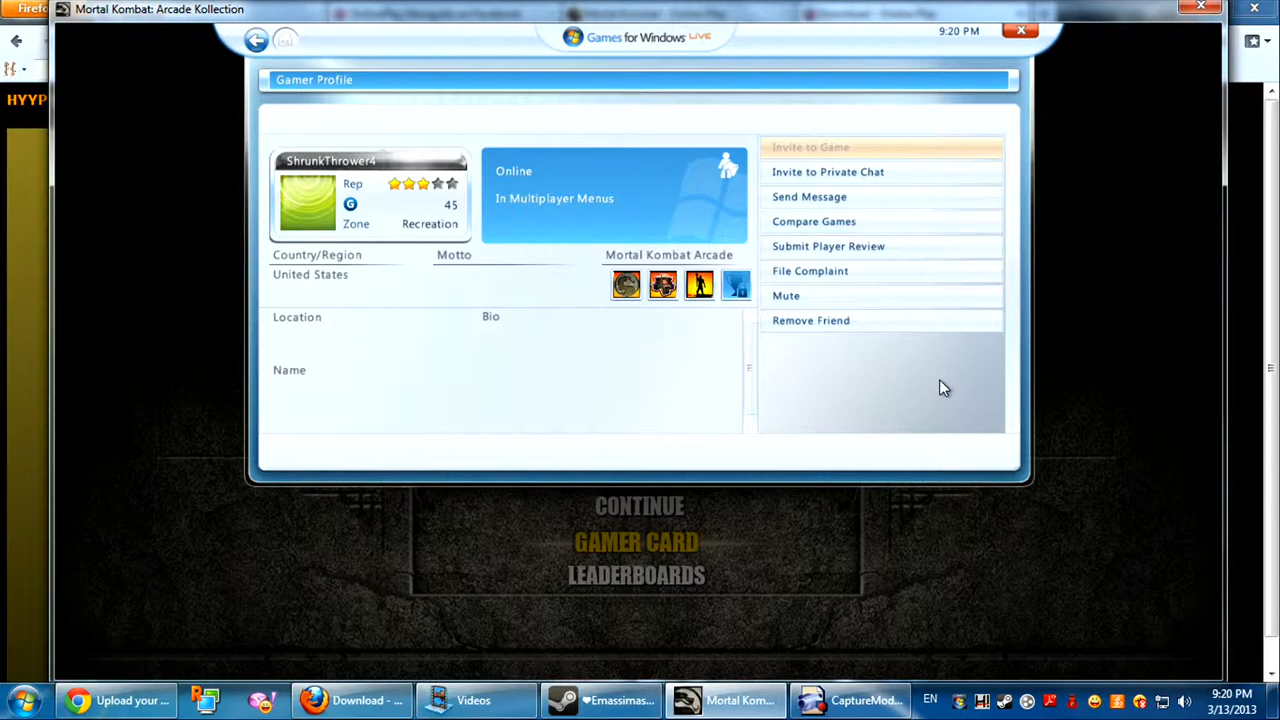 Firefo
Mortal Kombat: Arcade Kollection
Games for Windows LIVE
9:20 PM
HYYP
Gamer Profile
ShrunkThrower4
Rep
G
45
Zone
Recreation
Online
In Multiplayer Menus
Country/Region
United States
Motto
Mortal Kombat Arcade
Location
Bio
Name
Invite to Game
Invite to Private Chat
Send Message
Compare Games
Submit Player Review
File Complaint
Mute
Remove Friend
CONTINUE
GAMER CARD
LEADERBOARDS
Upload your ...
Download - ...
Videos
❤Emassimas...
Mortal Kom...
CaptureMod...
EN
9:20 PM
3/13/2013